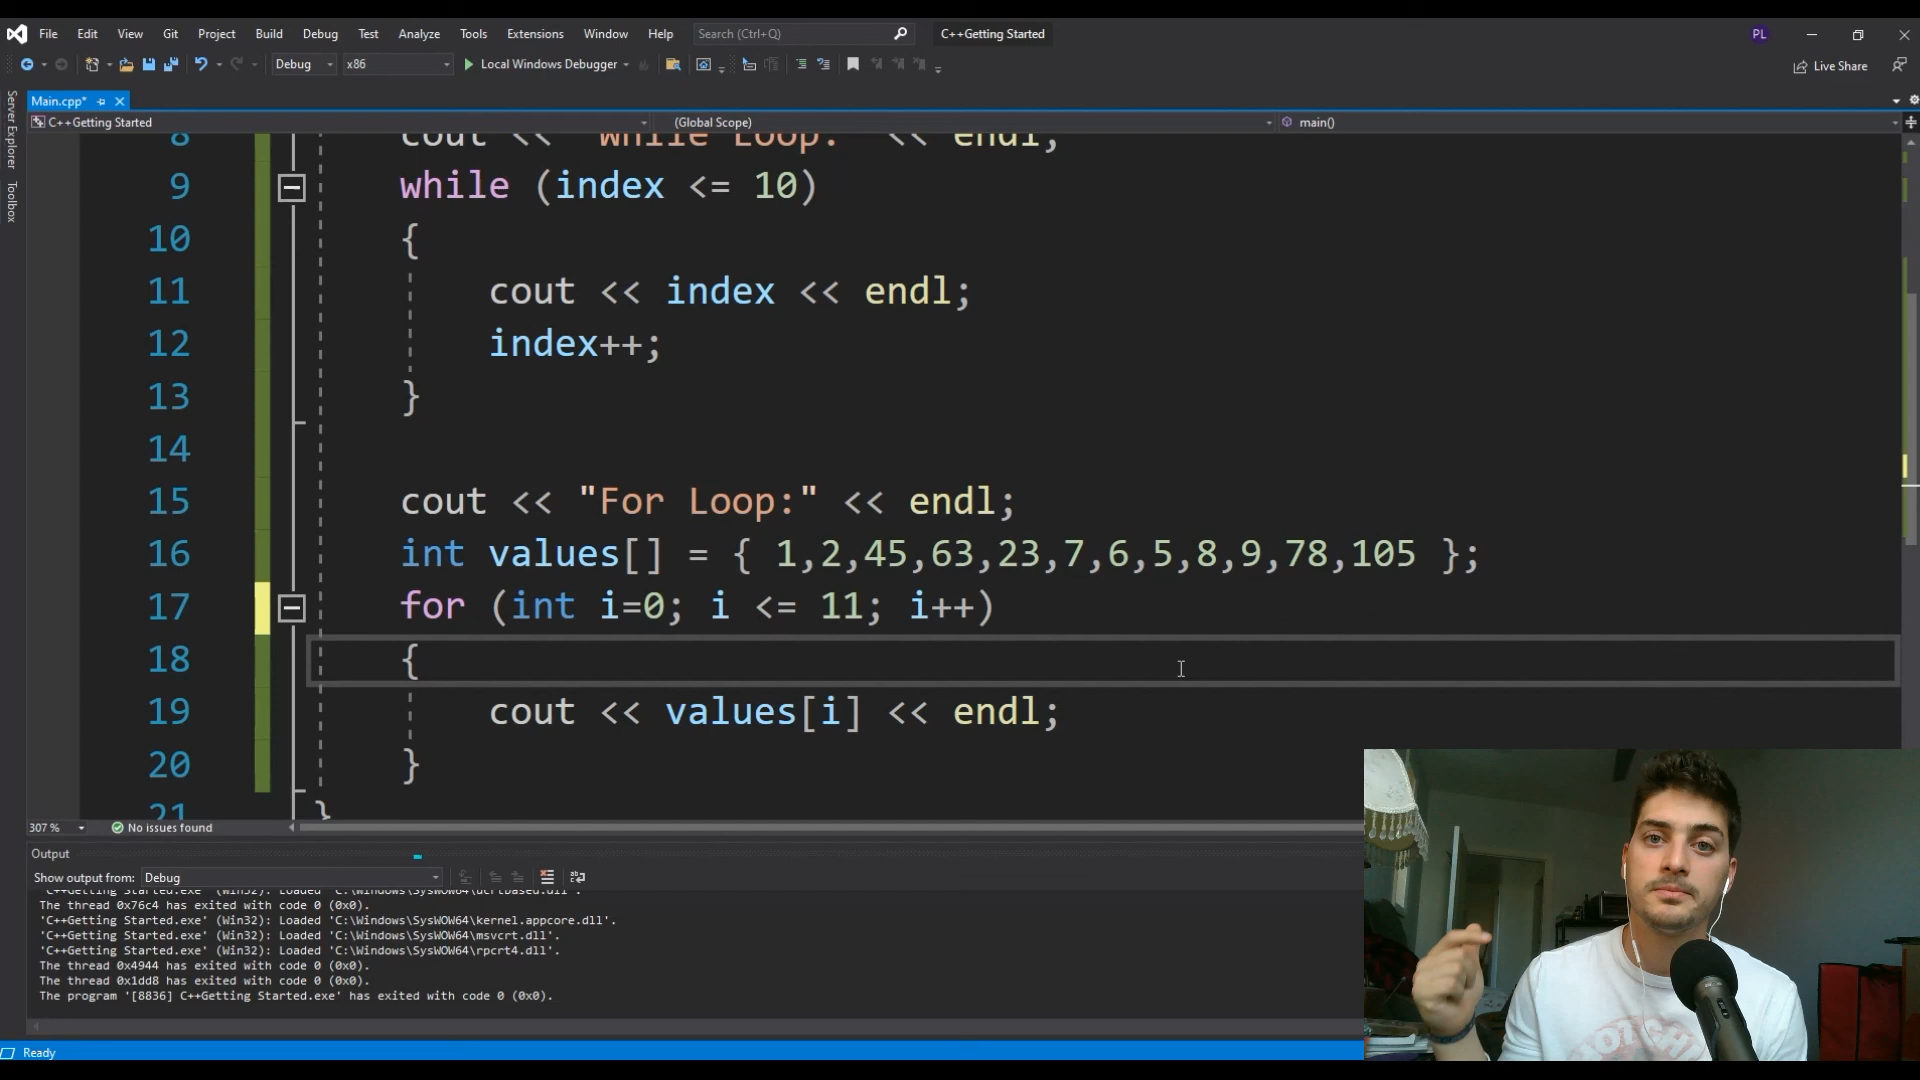 File Edit View Git Project Build Debug Test Analyze Tools Extensions Window Help Search (Ctrl+Q) C++Getting Started PL
Debug x86 Local Windows Debugger Live Share
Main.cpp*
C++Getting Started (Global Scope) main()
Server Explorer
Toolbox
8 cout << "While Loop:" << endl;
9 while (index <= 10)
10 {
11 cout << index << endl;
12 index++;
13 }
14
15 cout << "For Loop:" << endl;
16 int values[] = { 1,2,45,63,23,7,6,5,8,9,78,105 };
17 for (int i=0; i <= 11; i++)
18 {
19 cout << values[i] << endl;
20 }
21 }
307 % No issues found
Output
Show output from: Debug
'C++Getting Started.exe' (Win32): Loaded 'C:\Windows\SysWOW64\ucrtbased.dll'.
The thread 0x76c4 has exited with code 0 (0x0).
'C++Getting Started.exe' (Win32): Loaded 'C:\Windows\SysWOW64\kernel.appcore.dll'.
'C++Getting Started.exe' (Win32): Loaded 'C:\Windows\SysWOW64\msvcrt.dll'.
'C++Getting Started.exe' (Win32): Loaded 'C:\Windows\SysWOW64\rpcrt4.dll'.
The thread 0x4944 has exited with code 0 (0x0).
The thread 0x1dd8 has exited with code 0 (0x0).
The program '[8836] C++Getting Started.exe' has exited with code 0 (0x0).
Ready